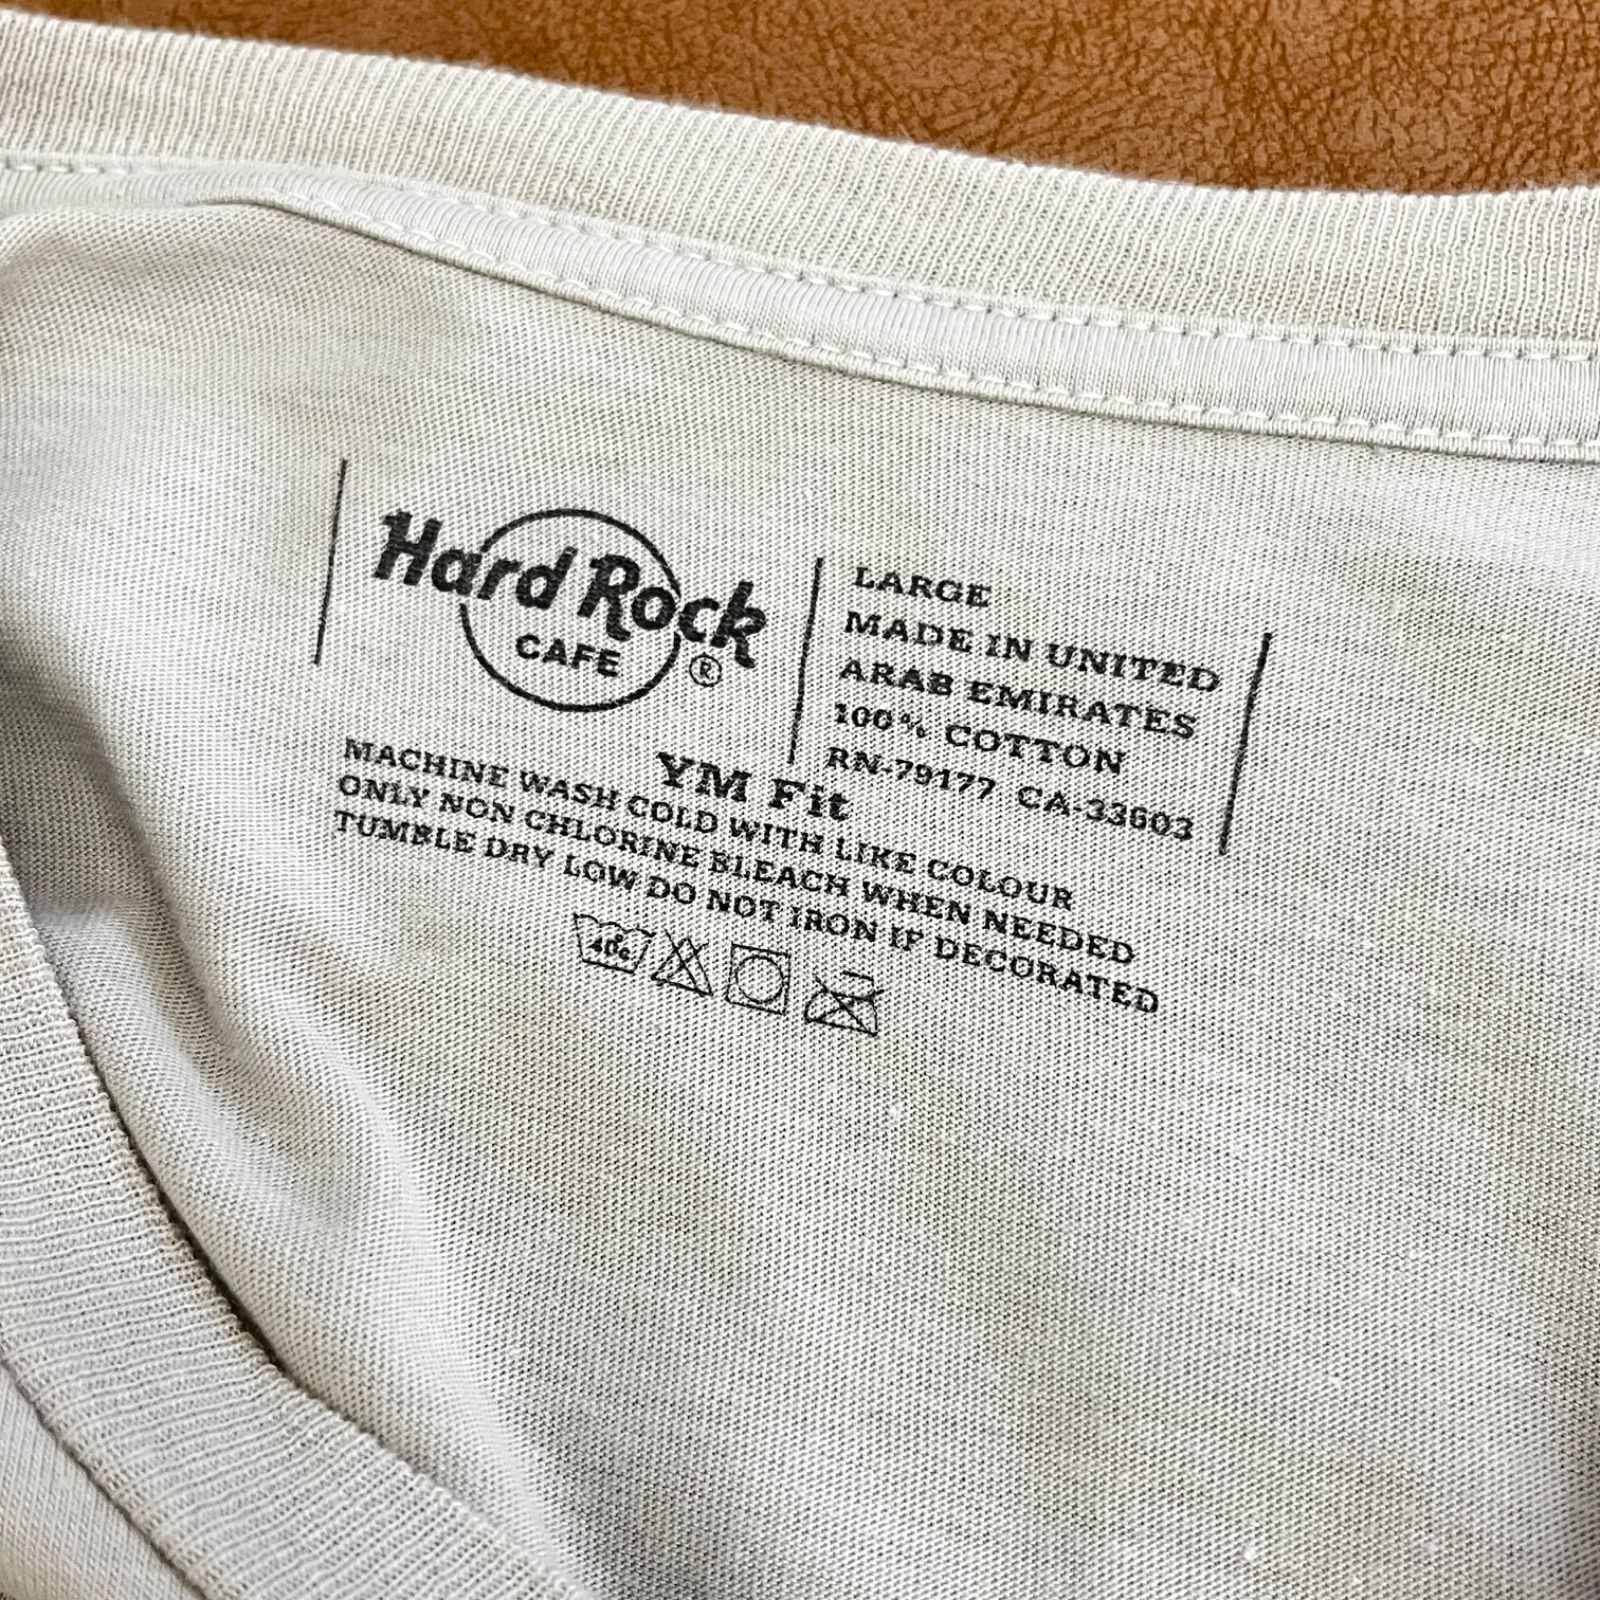 Hard Rock
CAFE
®
LARGE
MADE IN UNITED
ARAB EMIRATES
100% COTTON
RN-79177 CA-33603
YM Fit
MACHINE WASH COLD WITH LIKE COLOUR
ONLY NON CHLORINE BLEACH WHEN NEEDED
TUMBLE DRY LOW DO NOT IRON IF DECORATED
40°c